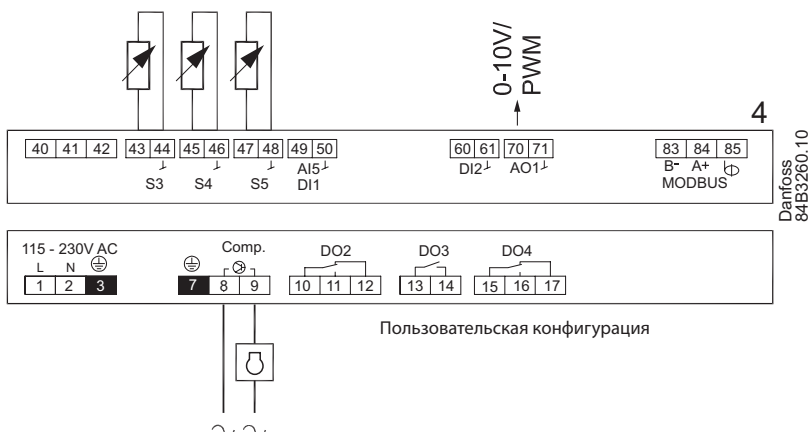 0-10V/
PWM
4
40 41 42 43 44 45 46 47 48 49 50 60 61 70 71 83 84 85
S3 S4 S5 AI5 DI2 AO1 B- A+
DI1 MODBUS
Danfoss
84B3260.10
115 - 230V AC Comp. DO2 DO3 DO4
L N
1 2 3 7 8 9 10 11 12 13 14 15 16 17
Пользовательская конфигурация